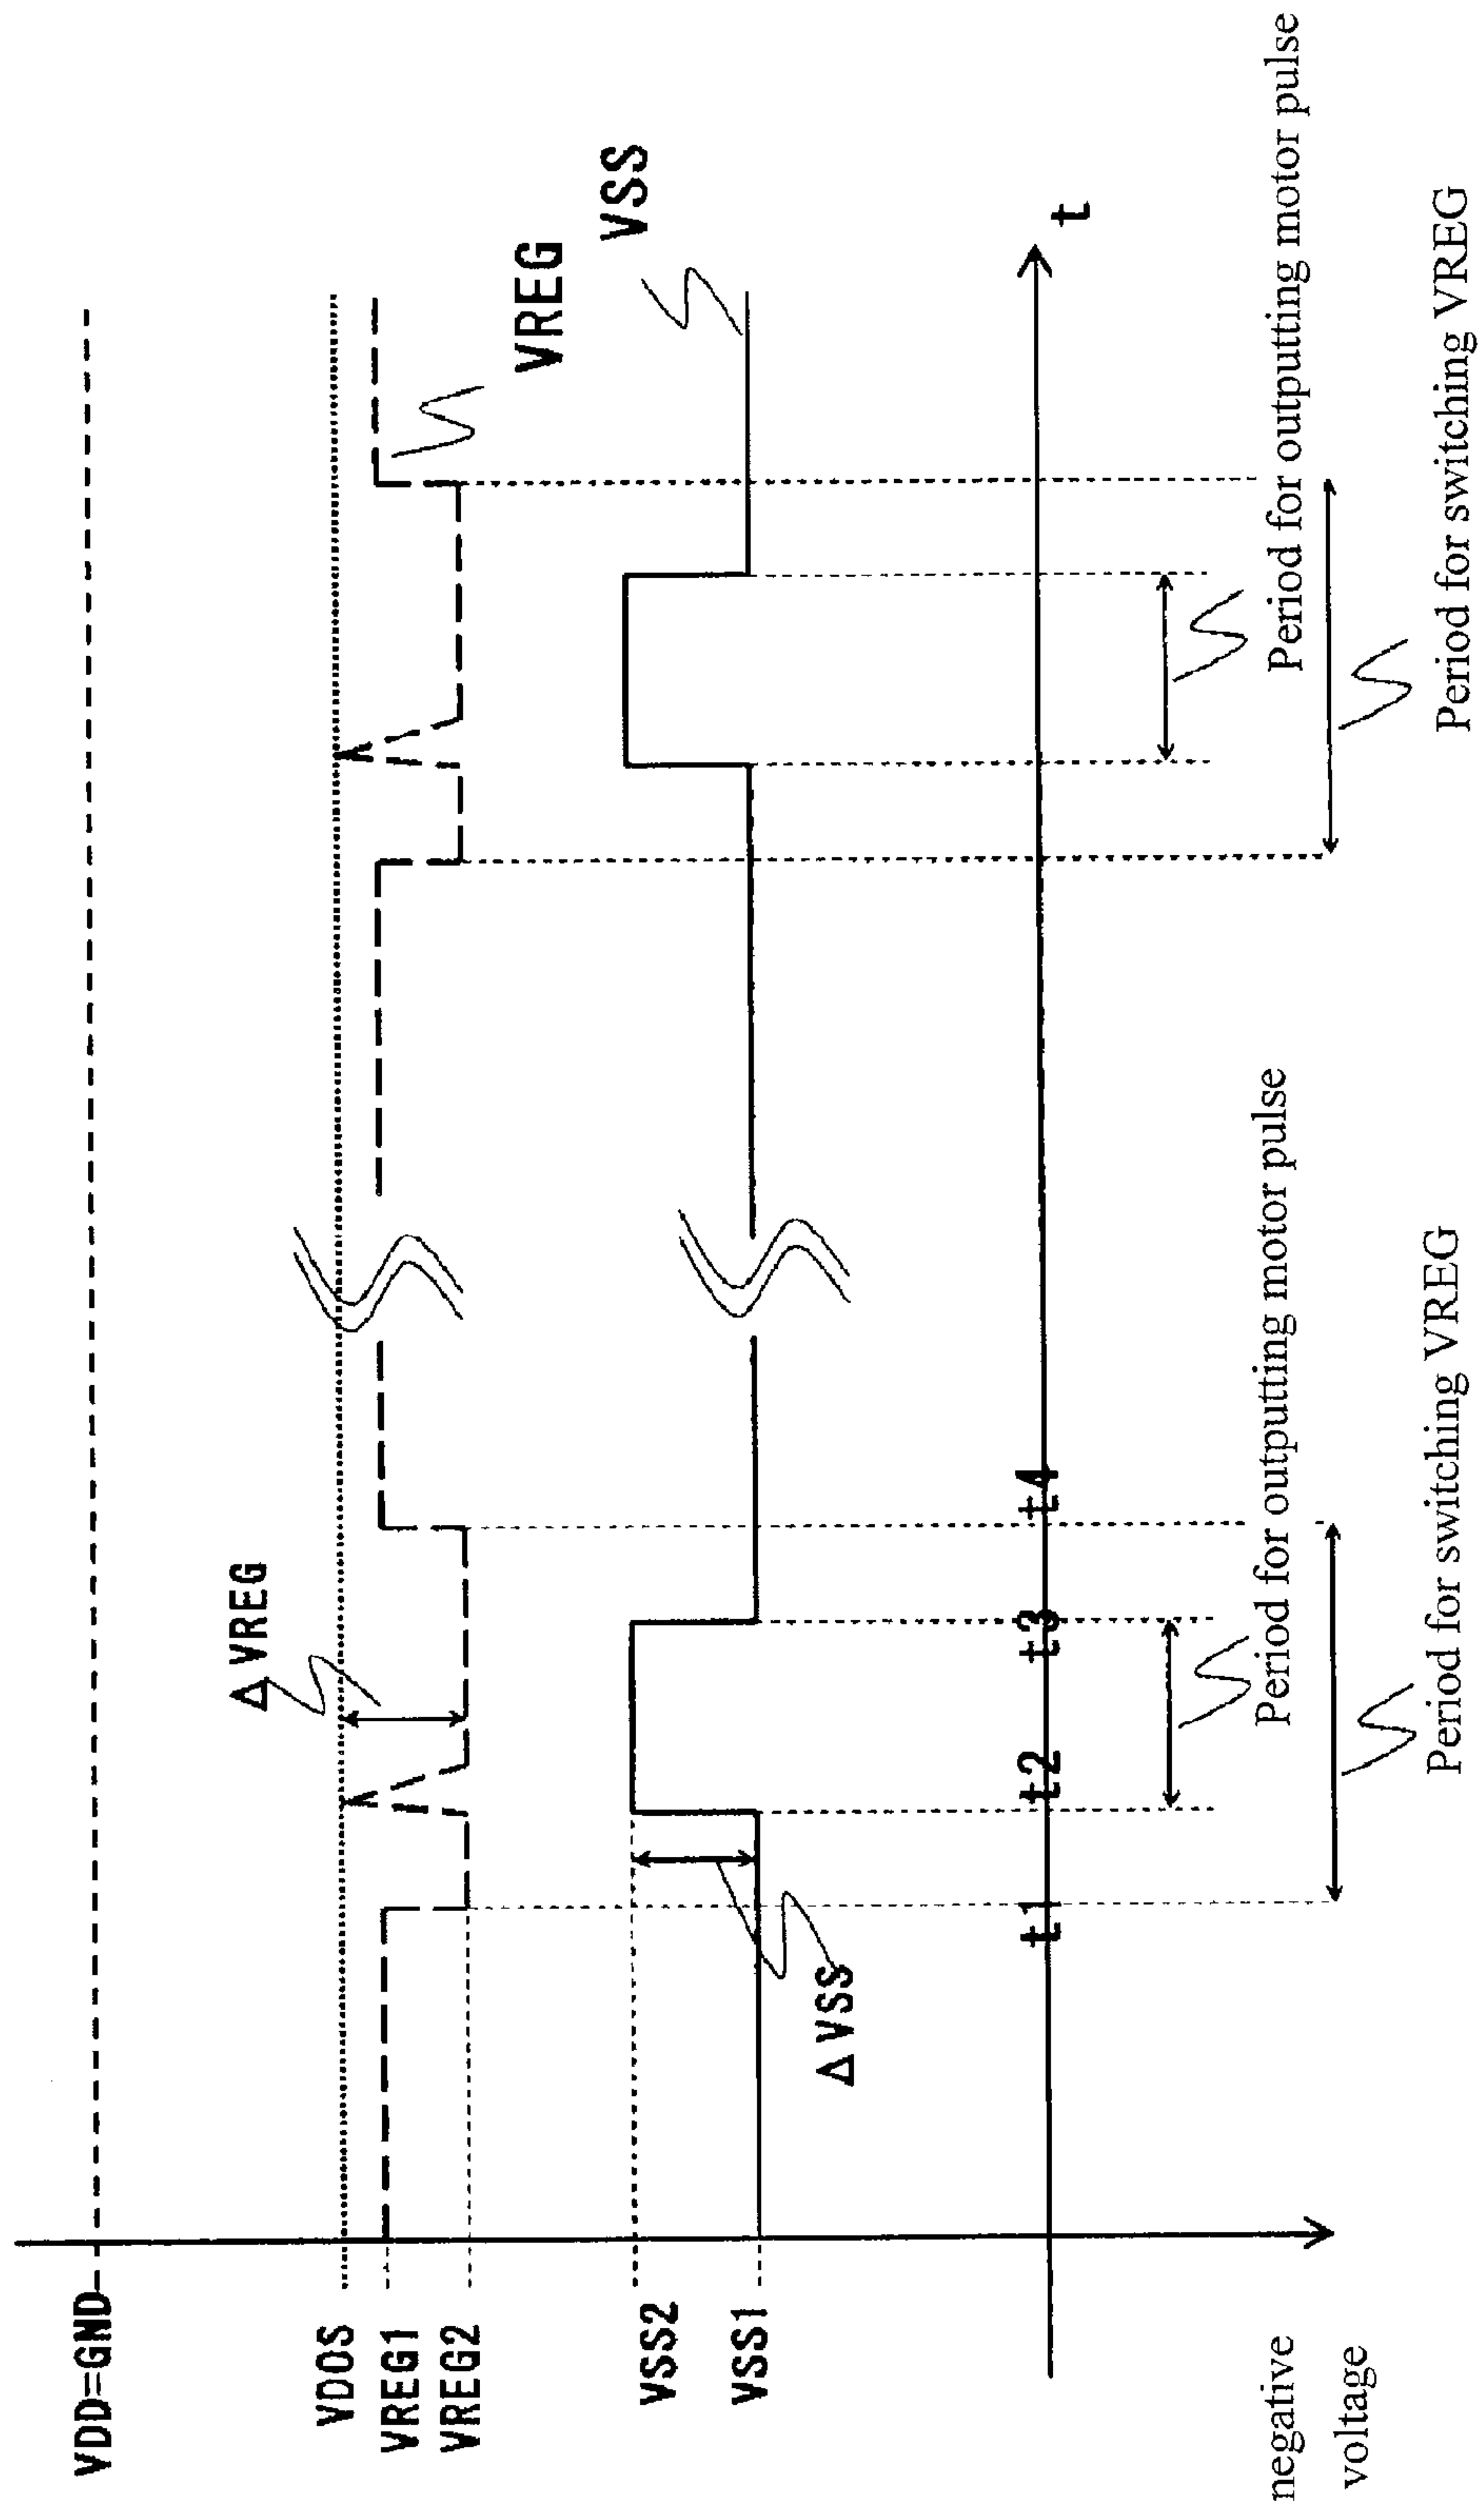 VDD=GND
VDOS
VREG1
VREG2
VSS2
VSS1
negative
voltage
ΔVREG
ΔVSS
VREG
VSS
t
t1
t2
t3
t4
Period for outputting motor pulse
Period for switching VREG
Period for outputting motor pulse
Period for switching VREG